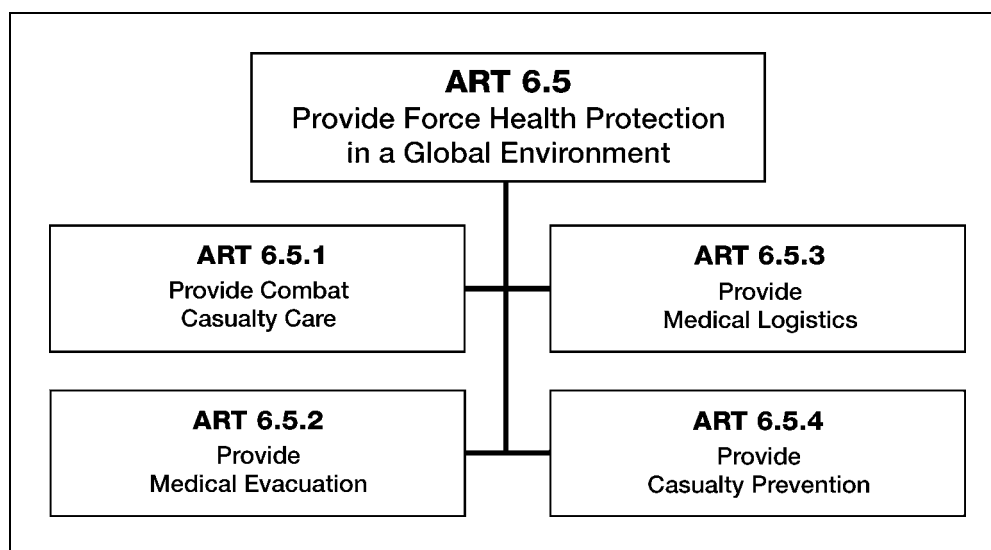 ART 6.5
Provide Force Health Protection
in a Global Environment
ART 6.5.1
Provide Combat
Casualty Care
ART 6.5.2
Provide
Medical Evacuation
ART 6.5.3
Provide
Medical Logistics
ART 6.5.4
Provide
Casualty Prevention